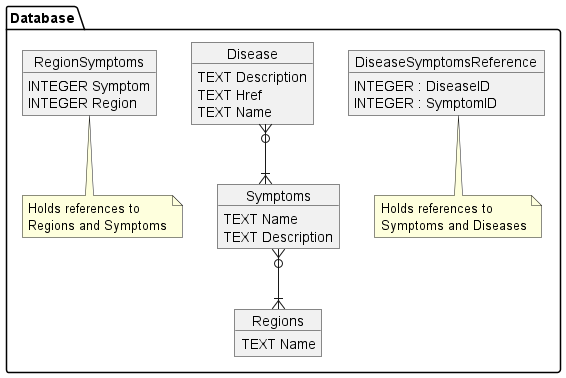 Database
RegionSymptoms
INTEGER Symptom
INTEGER Region
Disease
TEXT Description
TEXT Href
TEXT Name
DiseaseSymptomsReference
INTEGER : DiseaseID
INTEGER : SymptomID
Holds references to
Regions and Symptoms
Symptoms
TEXT Name
TEXT Description
Holds references to
Symptoms and Diseases
Regions
TEXT Name